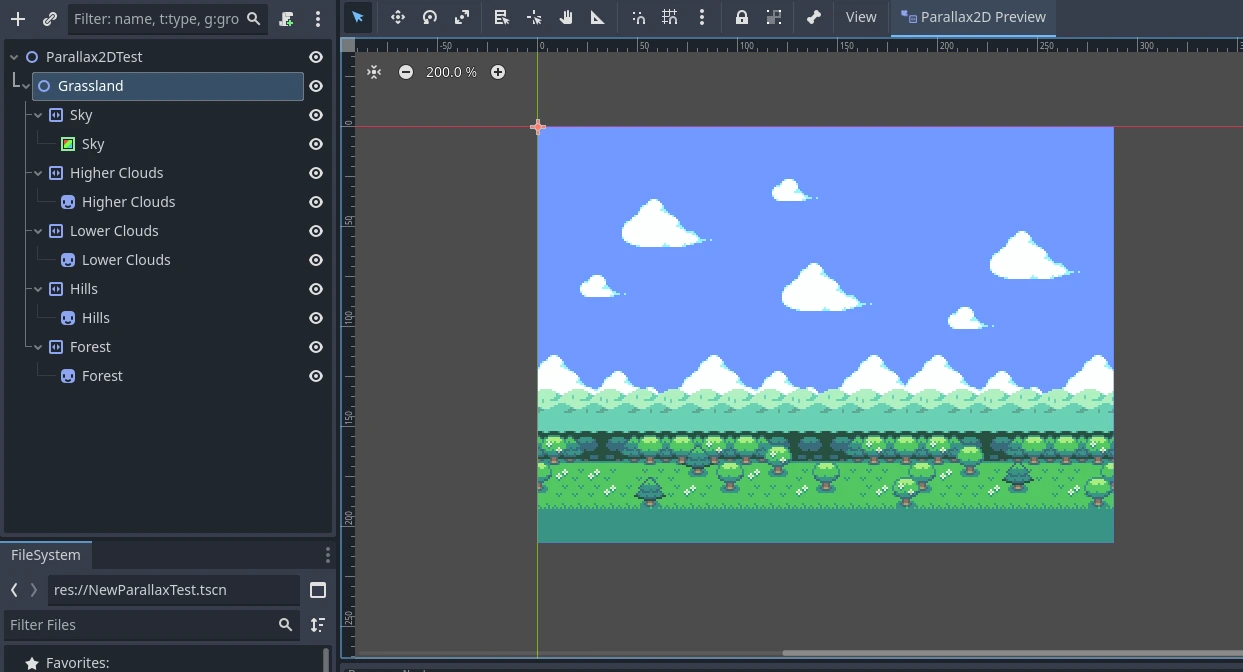 Filter: name, t:type, g:gro
View
Parallax2D Preview
Parallax2DTest
Grassland
Sky
Sky
Higher Clouds
Higher Clouds
Lower Clouds
Lower Clouds
Hills
Hills
Forest
Forest
-50
0
50
100
150
200
250
300
200.0 %
0
50
100
150
200
250
FileSystem
res://NewParallaxTest.tscn
Filter Files
Favorites: